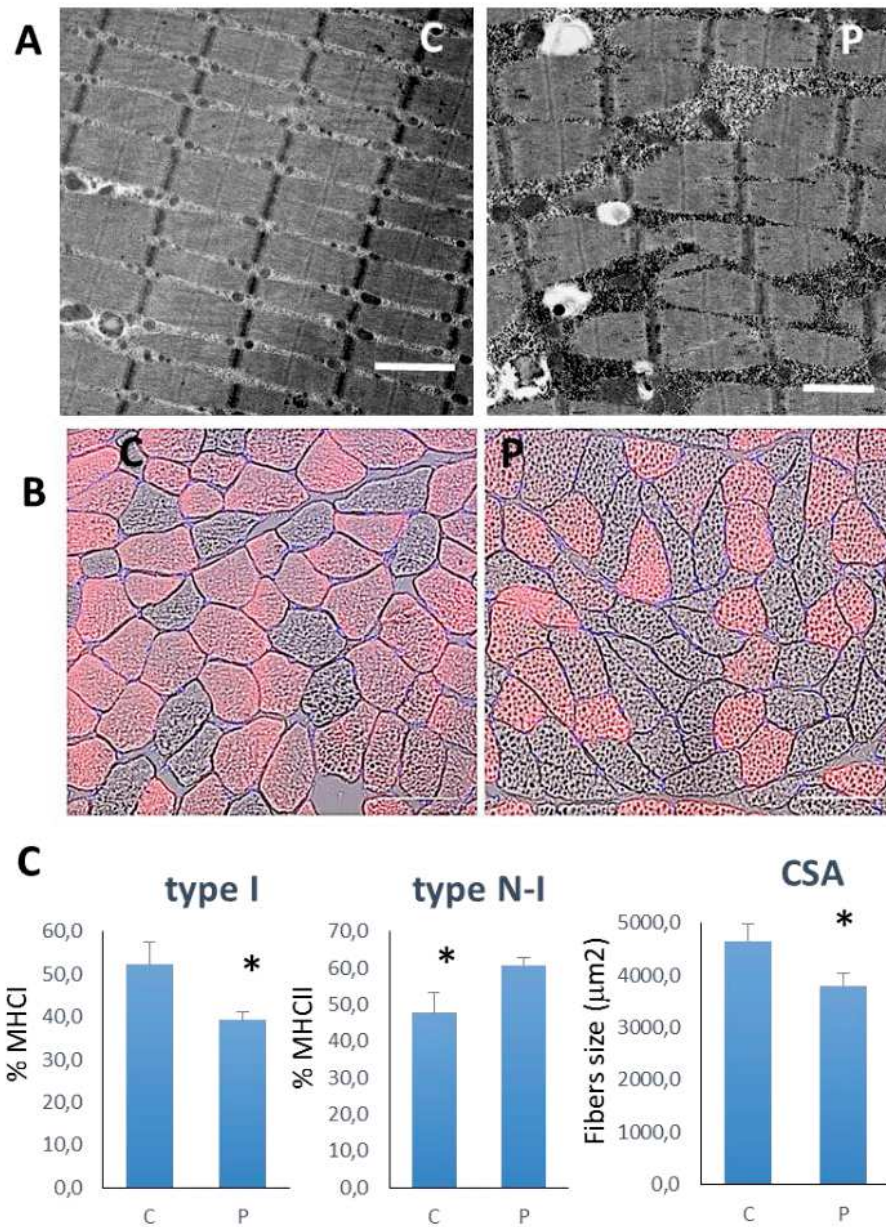 A
C
P
B
C
P
C
type I
type N-I
CSA
% MHCI
60,0
50,0
40,0
30,0
20,0
10,0
0,0
*
C
P
% MHCII
70,0
60,0
50,0
40,0
30,0
20,0
10,0
0,0
*
C
P
Fibers size (µm2)
5000,0
4000,0
3000,0
2000,0
1000,0
0,0
*
C
P